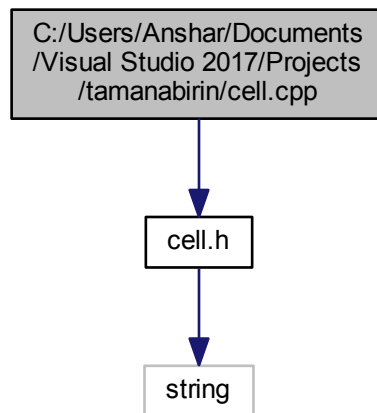 C:/Users/Anshar/Documents
/Visual Studio 2017/Projects
/tamanabirin/cell.cpp
cell.h
string